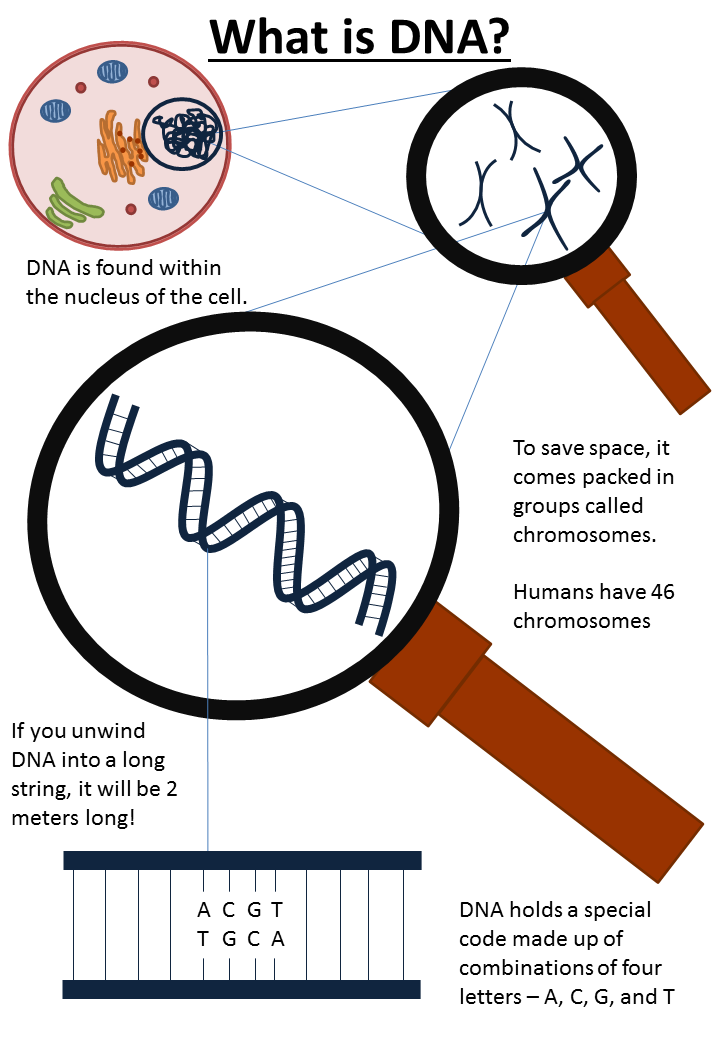 What is DNA?
DNA is found within
the nucleus of the cell.
To save space, it
comes packed in
groups called
chromosomes.
Humans have 46
chromosomes
If you unwind
DNA into a long
string, it will be 2
meters long!
A C G T
T G C A
DNA holds a special
code made up of
combinations of four
letters – A, C, G, and T